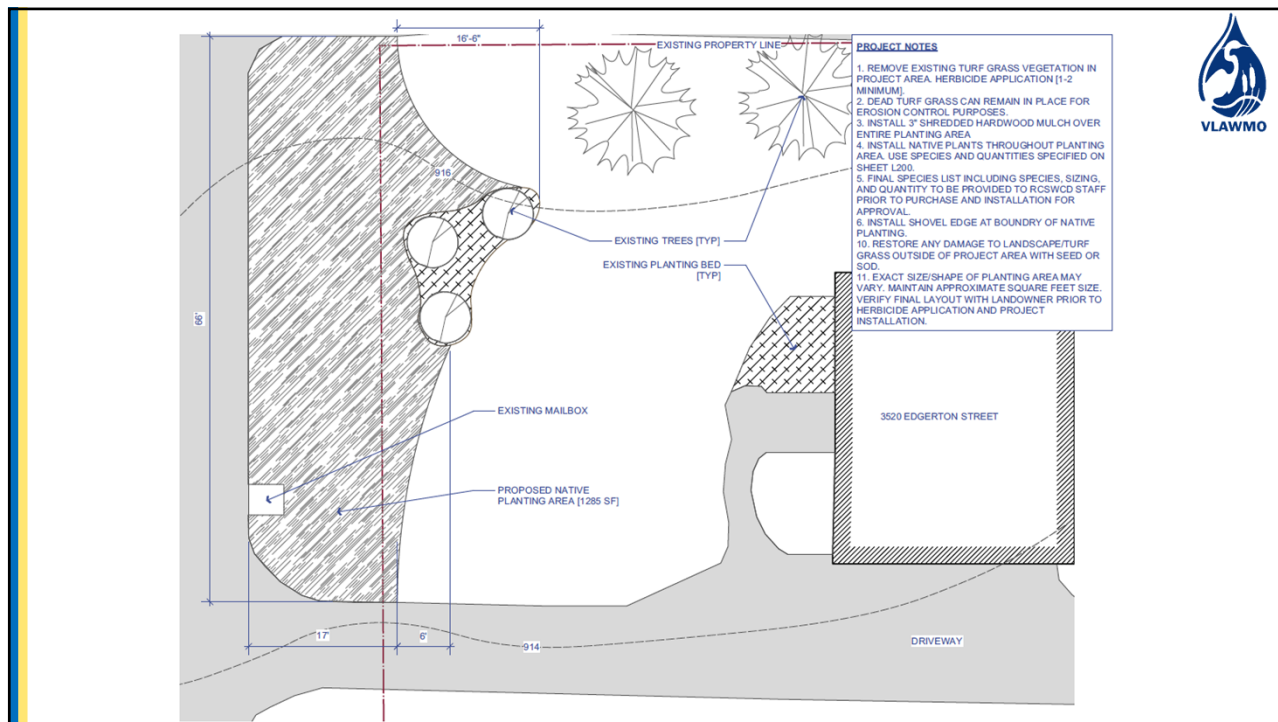 16'-6"
EXISTING PROPERTY LINE
PROJECT NOTES
1. REMOVE EXISTING TURF GRASS VEGETATION IN
PROJECT AREA. HERBICIDE APPLICATION [1-2
MINIMUM].
2. DEAD TURF GRASS CAN REMAIN IN PLACE FOR
EROSION CONTROL PURPOSES.
3. INSTALL 3" SHREDDED HARDWOOD MULCH OVER
ENTIRE PLANTING AREA
4. INSTALL NATIVE PLANTS THROUGHOUT PLANTING
AREA. USE SPECIES AND QUANTITIES SPECIFIED ON
SHEET L200.
5. FINAL SPECIES LIST INCLUDING SPECIES, SIZING,
AND QUANTITY TO BE PROVIDED TO RCSWCD STAFF
PRIOR TO PURCHASE AND INSTALLATION FOR
APPROVAL.
6. INSTALL SHOVEL EDGE AT BOUNDRY OF NATIVE
PLANTING.
10. RESTORE ANY DAMAGE TO LANDSCAPE/TURF
GRASS OUTSIDE OF PROJECT AREA WITH SEED OR
SOD.
11. EXACT SIZE/SHAPE OF PLANTING AREA MAY
VARY. MAINTAIN APPROXIMATE SQUARE FEET SIZE.
VERIFY FINAL LAYOUT WITH LANDOWNER PRIOR TO
HERBICIDE APPLICATION AND PROJECT
INSTALLATION.
VLAWMO
916
EXISTING TREES [TYP]
EXISTING PLANTING BED
[TYP]
66'
EXISTING MAILBOX
3520 EDGERTON STREET
PROPOSED NATIVE
PLANTING AREA [1285 SF]
17'
6'
914
DRIVEWAY